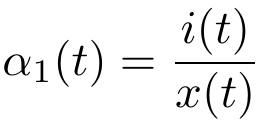 α₁(t) = i(t)/x(t)